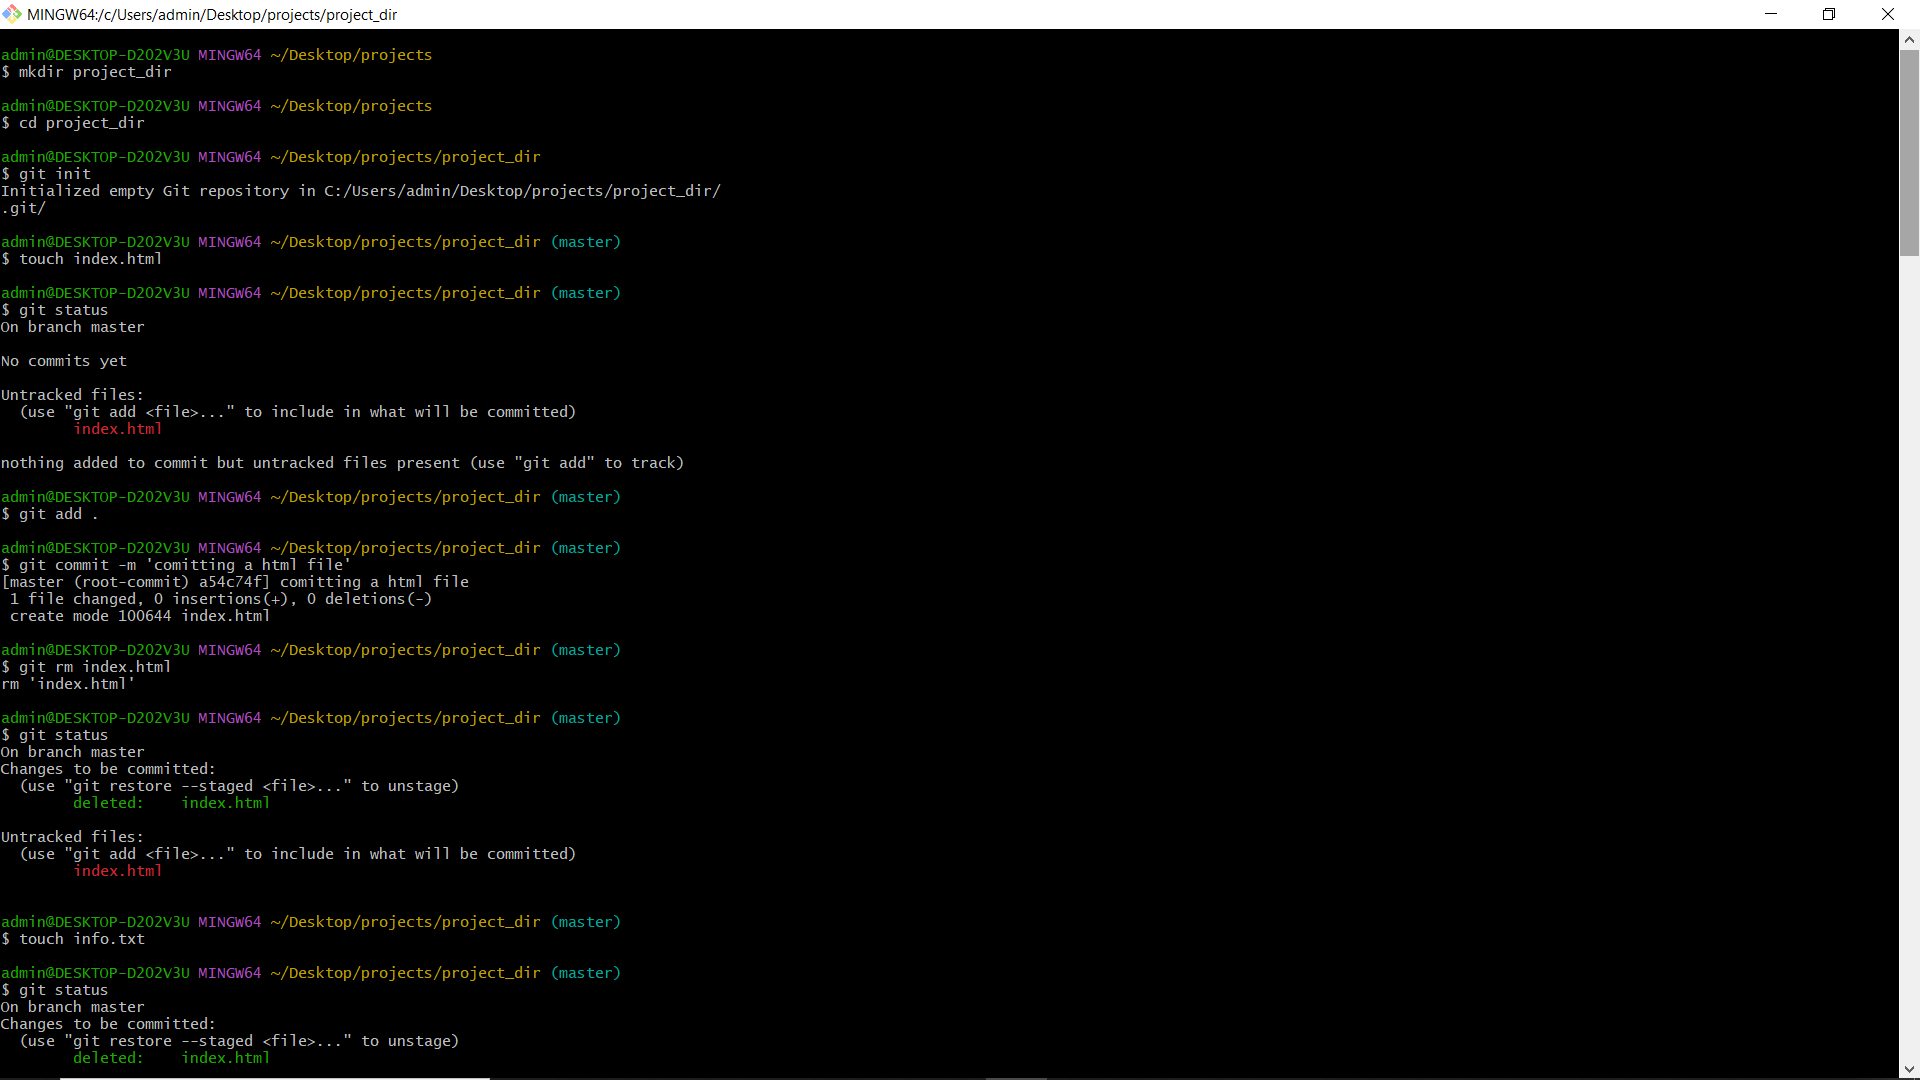 MINGW64:/c/Users/admin/Desktop/projects/project_dir
admin@DESKTOP-D202V3U MINGW64 ~/Desktop/projects
$ mkdir project_dir
admin@DESKTOP-D202V3U MINGW64 ~/Desktop/projects
$ cd project_dir
admin@DESKTOP-D202V3U MINGW64 ~/Desktop/projects/project_dir
$ git init
Initialized empty Git repository in C:/Users/admin/Desktop/projects/project_dir/
.git/
admin@DESKTOP-D202V3U MINGW64 ~/Desktop/projects/project_dir (master)
$ touch index.html
admin@DESKTOP-D202V3U MINGW64 ~/Desktop/projects/project_dir (master)
$ git status
On branch master
No commits yet
Untracked files:
  (use "git add <file>..." to include in what will be committed)
        index.html
nothing added to commit but untracked files present (use "git add" to track)
admin@DESKTOP-D202V3U MINGW64 ~/Desktop/projects/project_dir (master)
$ git add .
admin@DESKTOP-D202V3U MINGW64 ~/Desktop/projects/project_dir (master)
$ git commit -m 'comitting a html file'
[master (root-commit) a54c74f] comitting a html file
 1 file changed, 0 insertions(+), 0 deletions(-)
 create mode 100644 index.html
admin@DESKTOP-D202V3U MINGW64 ~/Desktop/projects/project_dir (master)
$ git rm index.html
rm 'index.html'
admin@DESKTOP-D202V3U MINGW64 ~/Desktop/projects/project_dir (master)
$ git status
On branch master
Changes to be committed:
  (use "git restore --staged <file>..." to unstage)
        deleted:    index.html
Untracked files:
  (use "git add <file>..." to include in what will be committed)
        index.html
admin@DESKTOP-D202V3U MINGW64 ~/Desktop/projects/project_dir (master)
$ touch info.txt
admin@DESKTOP-D202V3U MINGW64 ~/Desktop/projects/project_dir (master)
$ git status
On branch master
Changes to be committed:
  (use "git restore --staged <file>..." to unstage)
        deleted:    index.html